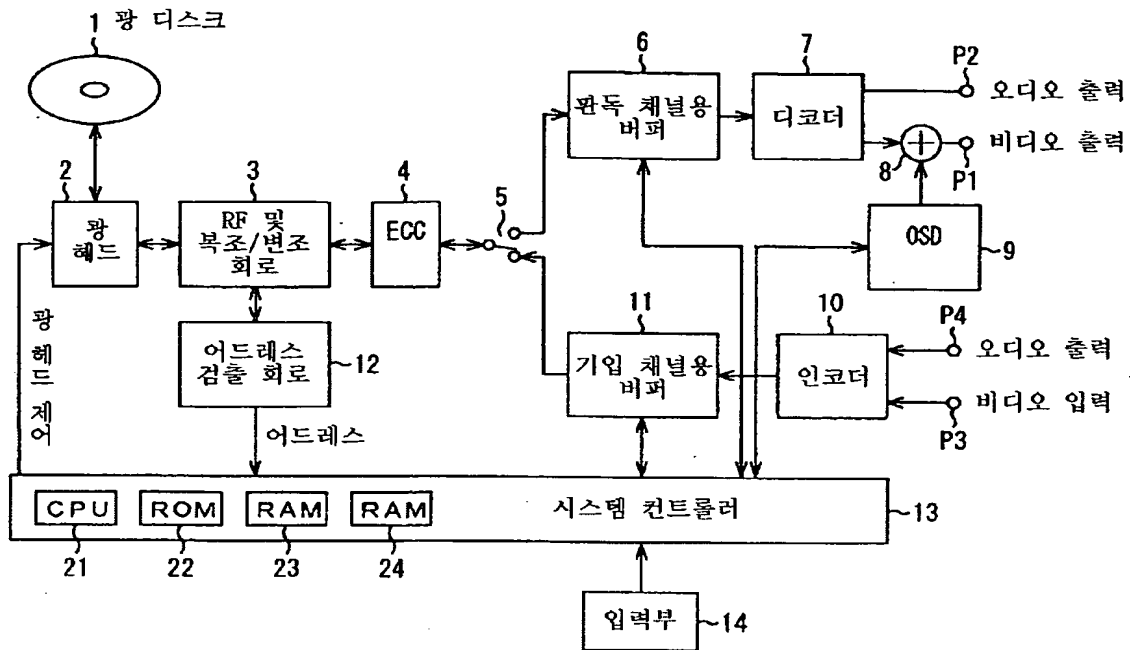 1 광 디스크
6
7
P2
오디오 출력
판독 채널용
버퍼
디코더
비디오 출력
8
P1
2
3
4
5
광
헤드
RF 및
복조/변조
회로
ECC
OSD
9
11
10
P4
오디오 출력
어드레스
검출 회로
12
기입 채널용
버퍼
인코더
비디오 입력
P3
광 헤드 제어
어드레스
CPU
ROM
RAM
RAM
시스템 컨트롤러
13
21
22
23
24
입력부
14